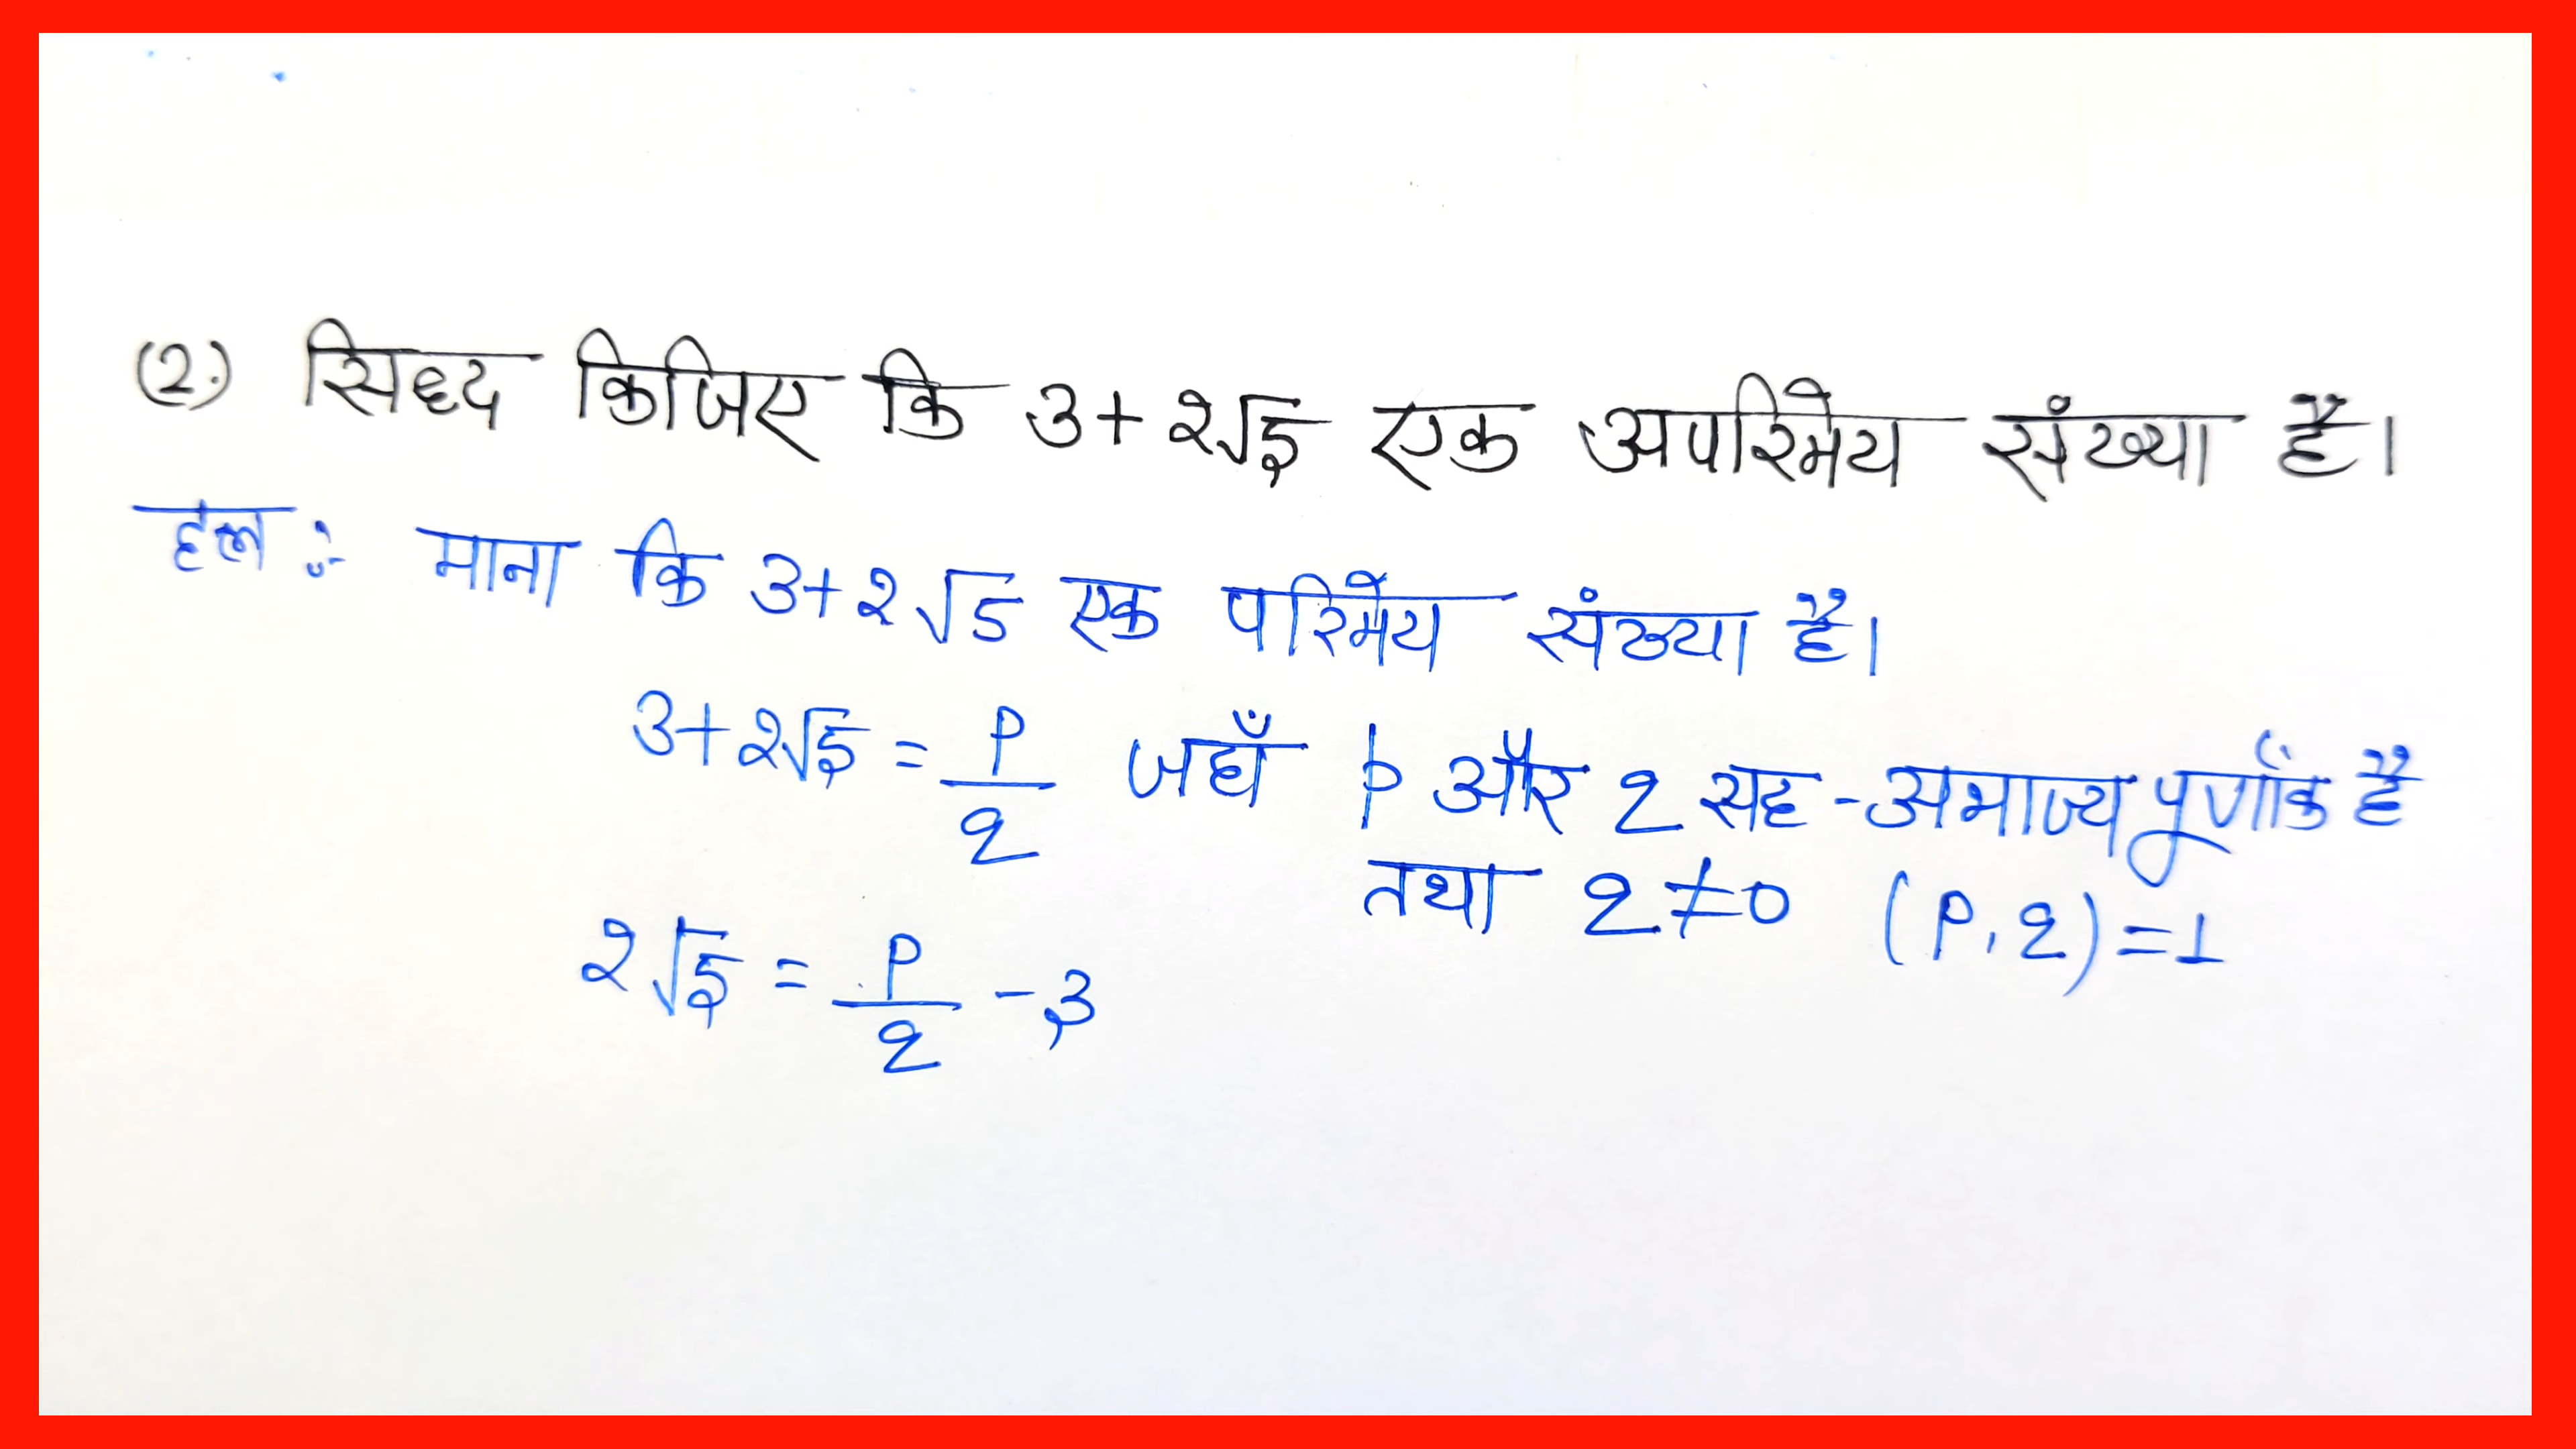 (2.) सिध्द किजिए कि 3+2√5 एक अपरिमेय संख्या है।
हल :- माना कि 3+2√5 एक परिमेय संख्या है।
3+2√5 = p/q जहाँ p और q सह-अभाज्य पूर्णांक है
तथा q≠0 (p,q)=1
2√5 = p/q -3